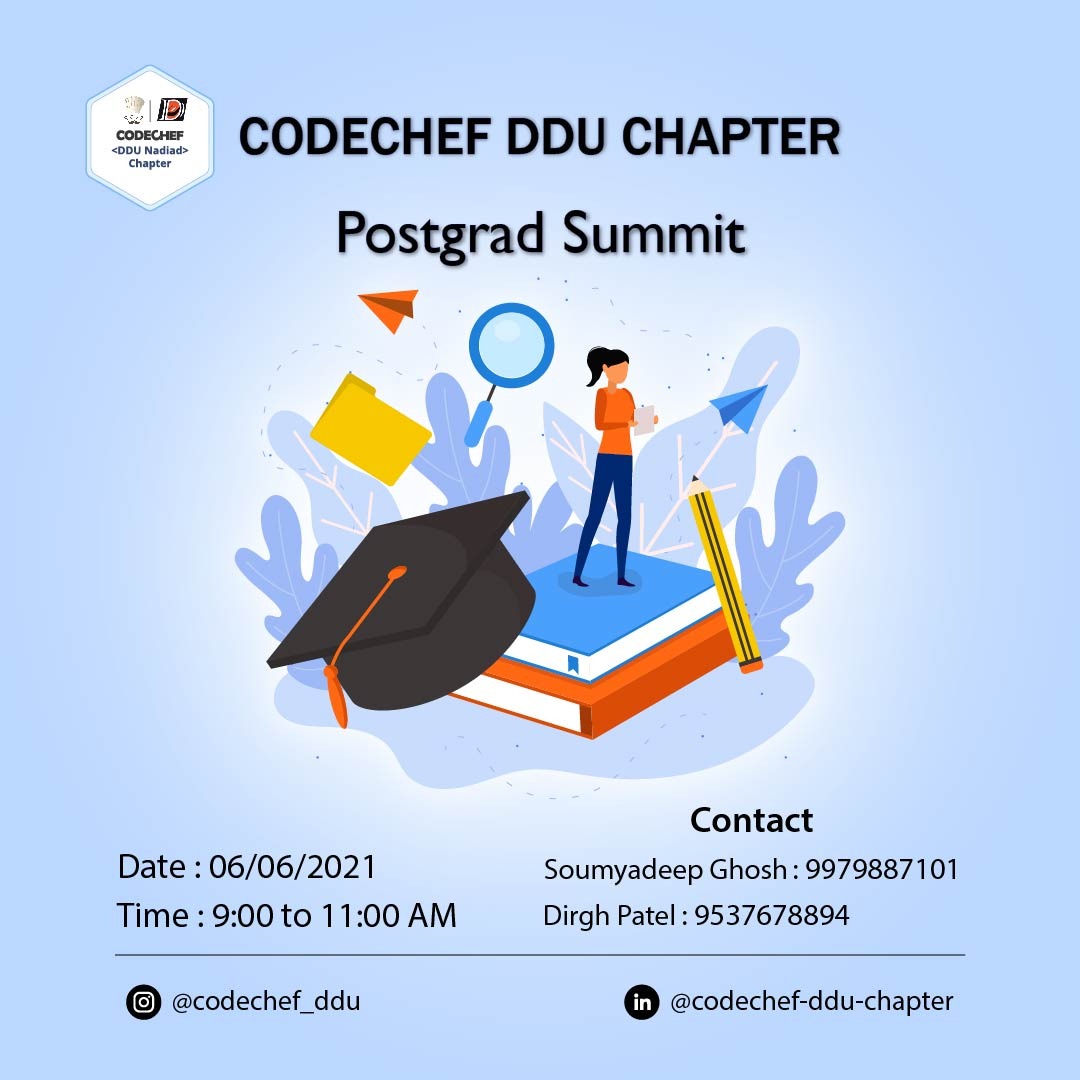 CODECHEF
<DDU Nadiad>
Chapter
CODECHEF DDU CHAPTER
Postgrad Summit
Contact
Date : 06/06/2021
Soumyadeep Ghosh : 9979887101
Time : 9:00 to 11:00 AM
Dirgh Patel : 9537678894
@codechef_ddu
in @codechef-ddu-chapter